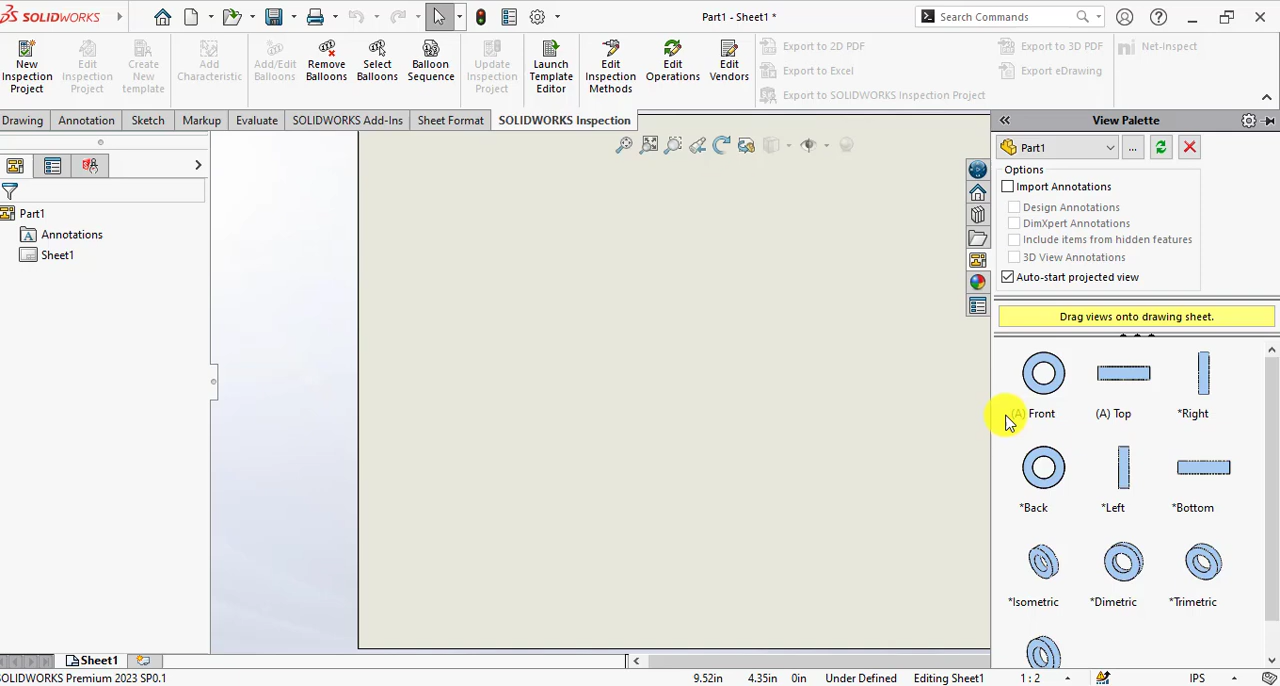 SOLIDWORKS
Part1 - Sheet1 *
Search Commands
New Inspection Project
Edit Inspection Project
Create New template
Add Characteristic
Add/Edit Balloons
Remove Balloons
Select Balloons
Balloon Sequence
Update Inspection Project
Launch Template Editor
Edit Inspection Methods
Edit Operations
Edit Vendors
Export to 2D PDF
Export to Excel
Export to SOLIDWORKS Inspection Project
Export to 3D PDF
Export eDrawing
Net-Inspect
Drawing
Annotation
Sketch
Markup
Evaluate
SOLIDWORKS Add-Ins
Sheet Format
SOLIDWORKS Inspection
View Palette
Part1
Annotations
Sheet1
Part1
...
Options
Import Annotations
Design Annotations
DimXpert Annotations
Include items from hidden features
3D View Annotations
Auto-start projected view
Drag views onto drawing sheet.
(A) Front
(A) Top
*Right
*Back
*Left
*Bottom
*Isometric
*Dimetric
*Trimetric
Sheet1
SOLIDWORKS Premium 2023 SP0.1
9.52in
4.35in
0in
Under Defined
Editing Sheet1
1 : 2
IPS